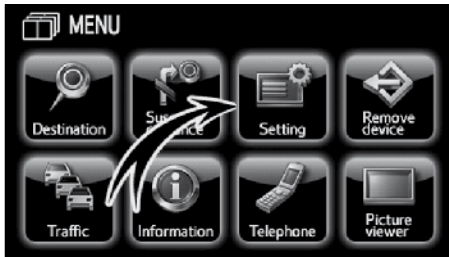 MENU
Destination
Setting
Remove
device
Traffic
Information
Telephone
Picture
viewer